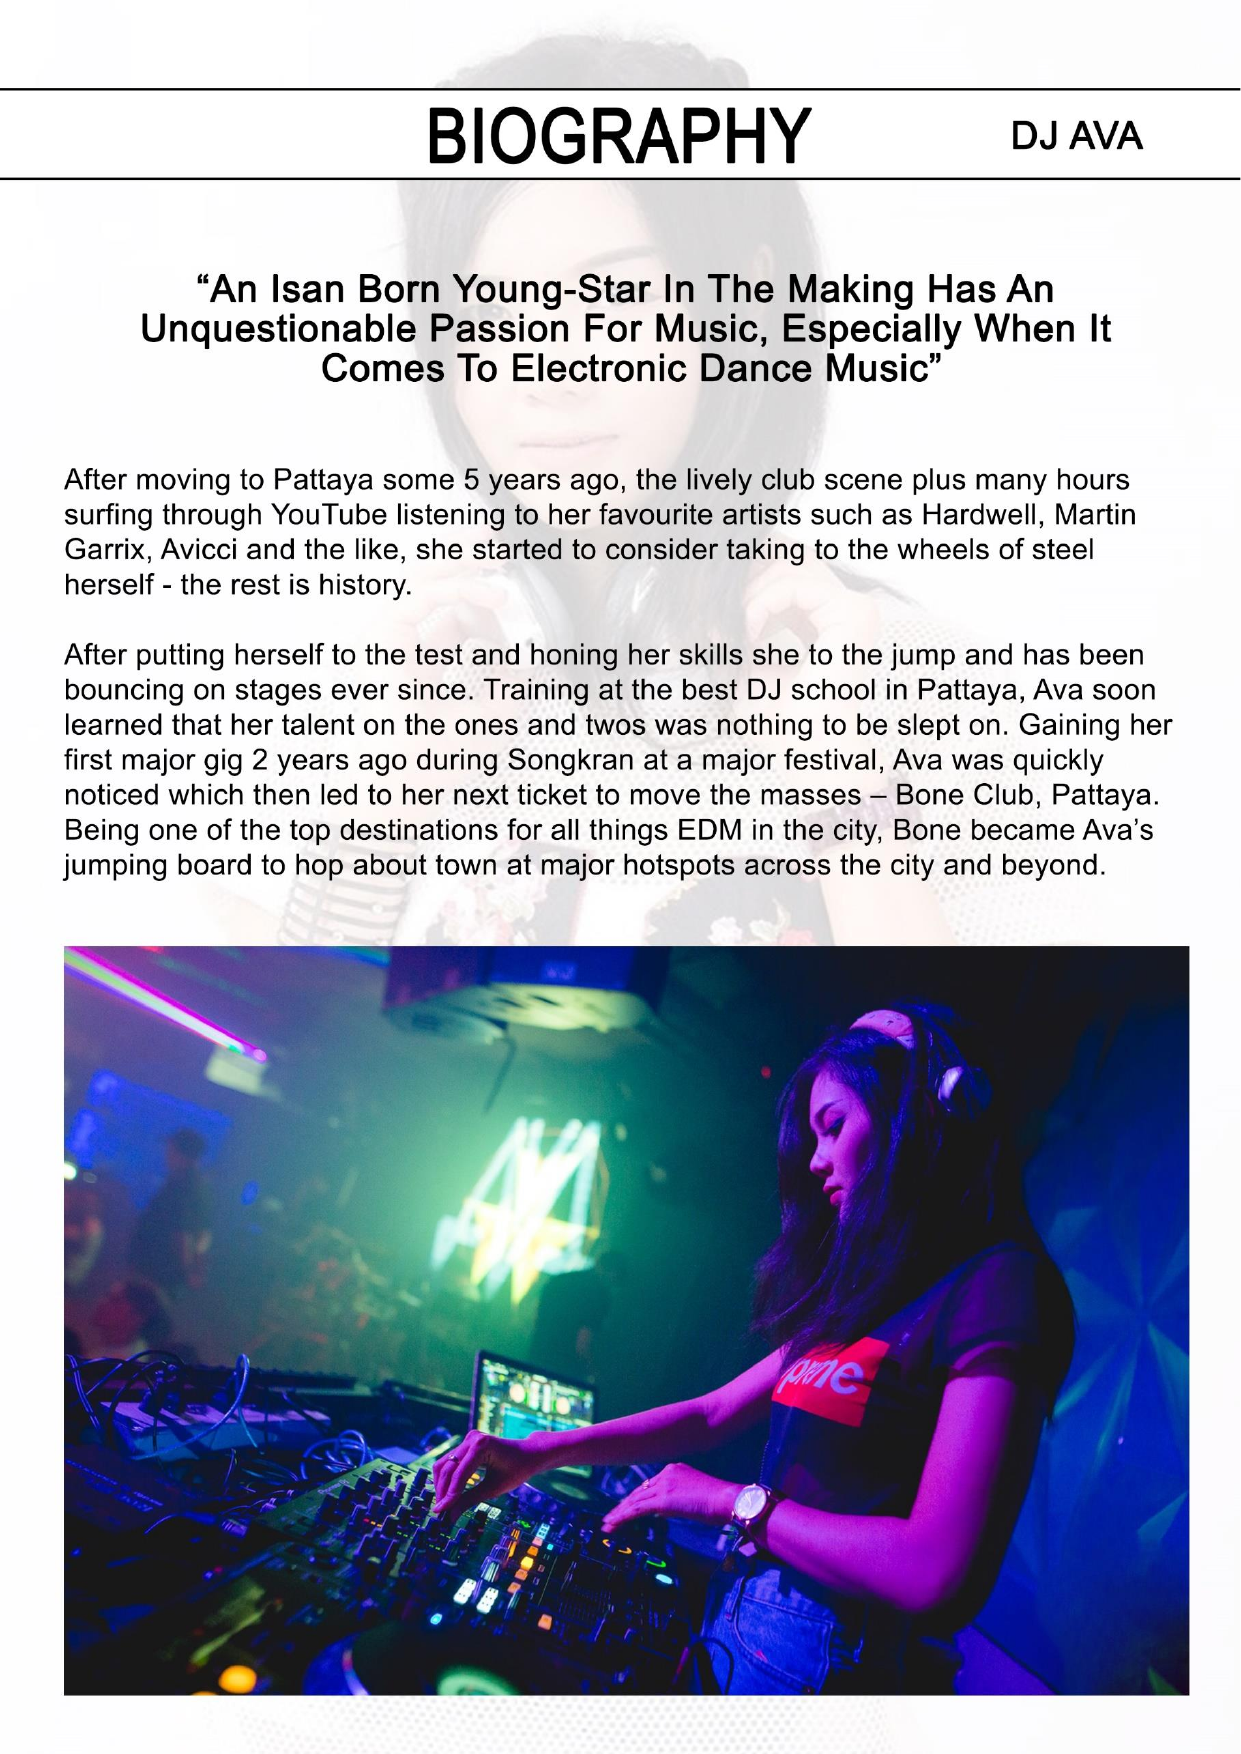 BIOGRAPHY
DJ AVA
“An Isan Born Young-Star In The Making Has An
Unquestionable Passion For Music, Especially When It
Comes To Electronic Dance Music”
After moving to Pattaya some 5 years ago, the lively club scene plus many hours
surfing through YouTube listening to her favourite artists such as Hardwell, Martin
Garrix, Avicci and the like, she started to consider taking to the wheels of steel
herself - the rest is history.
After putting herself to the test and honing her skills she to the jump and has been
bouncing on stages ever since. Training at the best DJ school in Pattaya, Ava soon
learned that her talent on the ones and twos was nothing to be slept on. Gaining her
first major gig 2 years ago during Songkran at a major festival, Ava was quickly
noticed which then led to her next ticket to move the masses – Bone Club, Pattaya.
Being one of the top destinations for all things EDM in the city, Bone became Ava’s
jumping board to hop about town at major hotspots across the city and beyond.